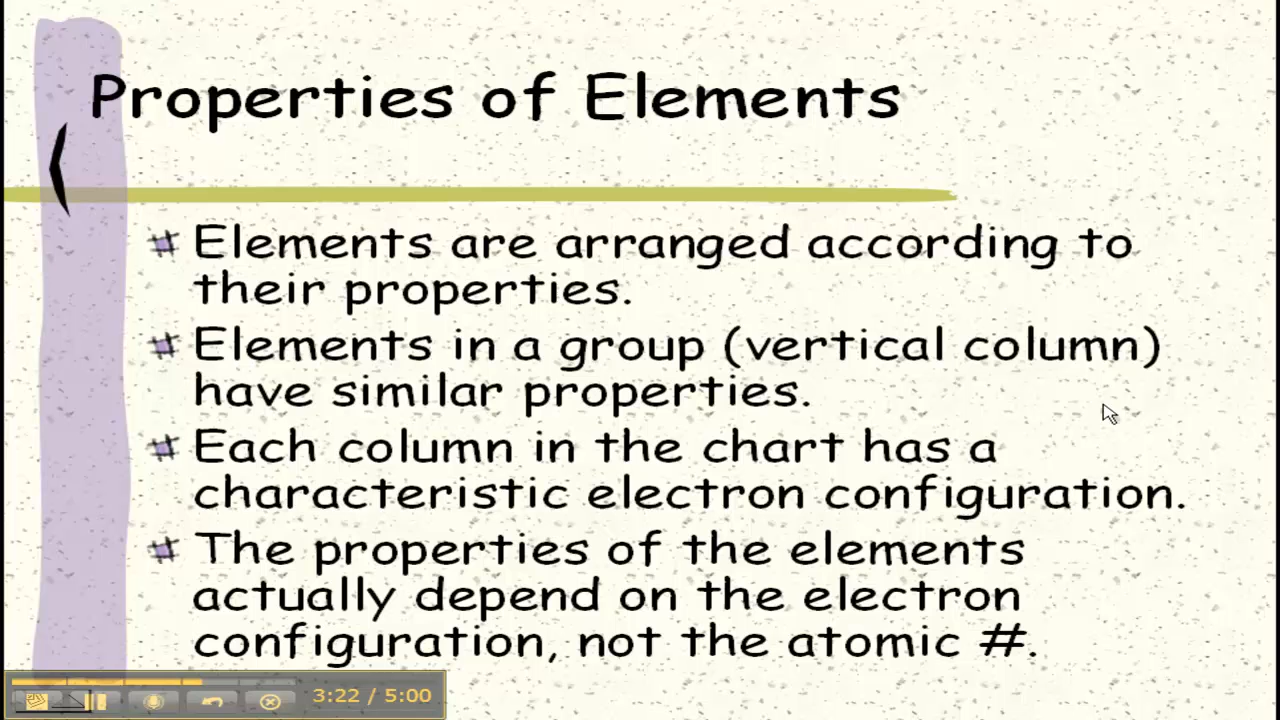 Properties of Elements
Elements are arranged according to
their properties.
Elements in a group (vertical column)
have similar properties.
Each column in the chart has a
characteristic electron configuration.
The properties of the elements
actually depend on the electron
configuration, not the atomic #.
3:22 / 5:00